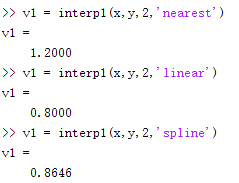 >> v1 = interp1(x,y,2,'nearest')
v1 =
1.2000
>> v1 = interp1(x,y,2,'linear')
v1 =
0.8000
>> v1 = interp1(x,y,2,'spline')
v1 =
0.8646